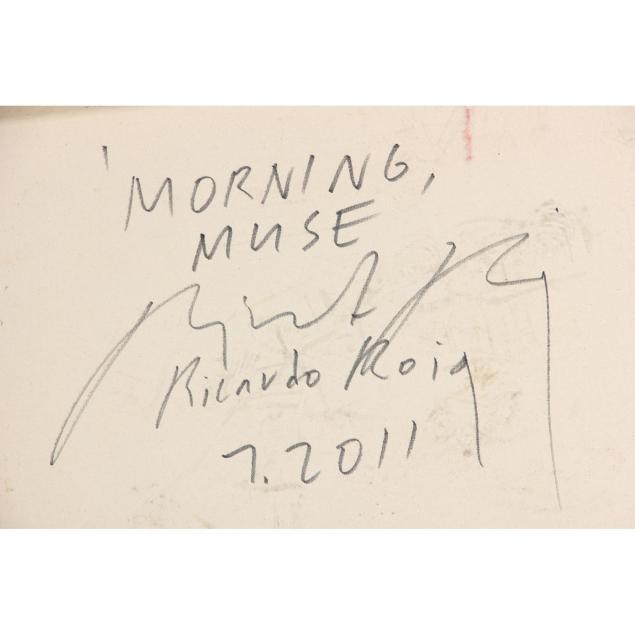 'MORNING,
MUSE
Ricardo Roig
7.2011